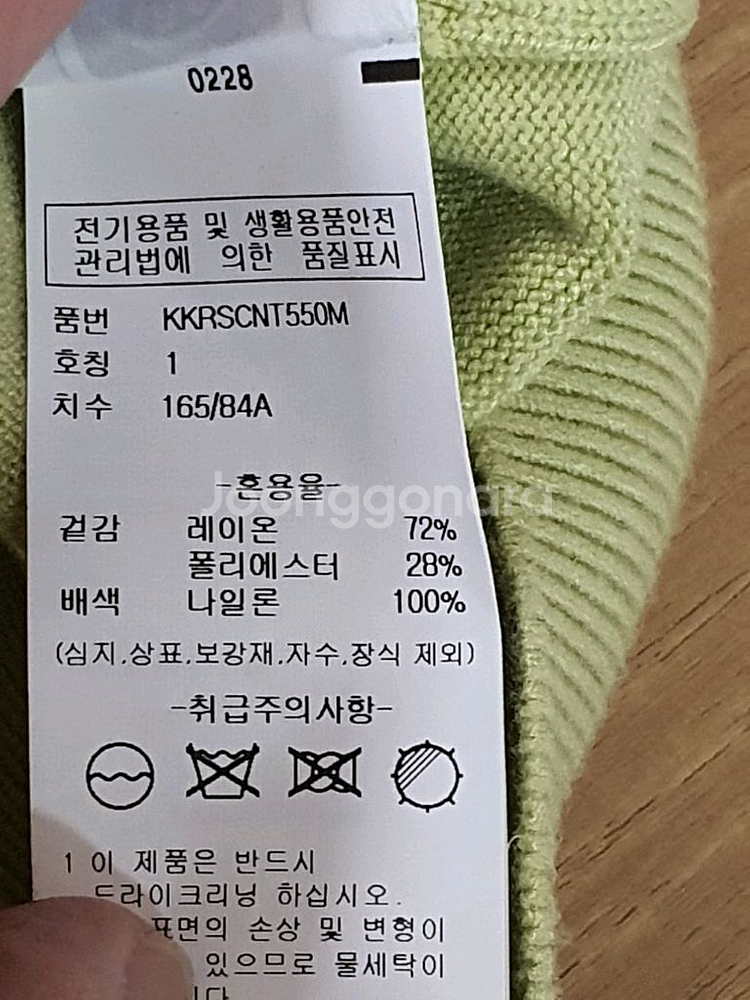 0228
전기용품 및 생활용품안전
관리법에 의한 품질표시
품번 KKRSCNT550M
호칭 1
치수 165/84A
-혼용율-
Joonggonara
겉감 레이온 72%
폴리에스터 28%
배색 나일론 100%
(심지,상표,보강재,자수,장식 제외)
-취급주의사항-
1 이 제품은 반드시
드라이크리닝 하십시오.
표면의 손상 및 변형이
있으므로 물세탁이